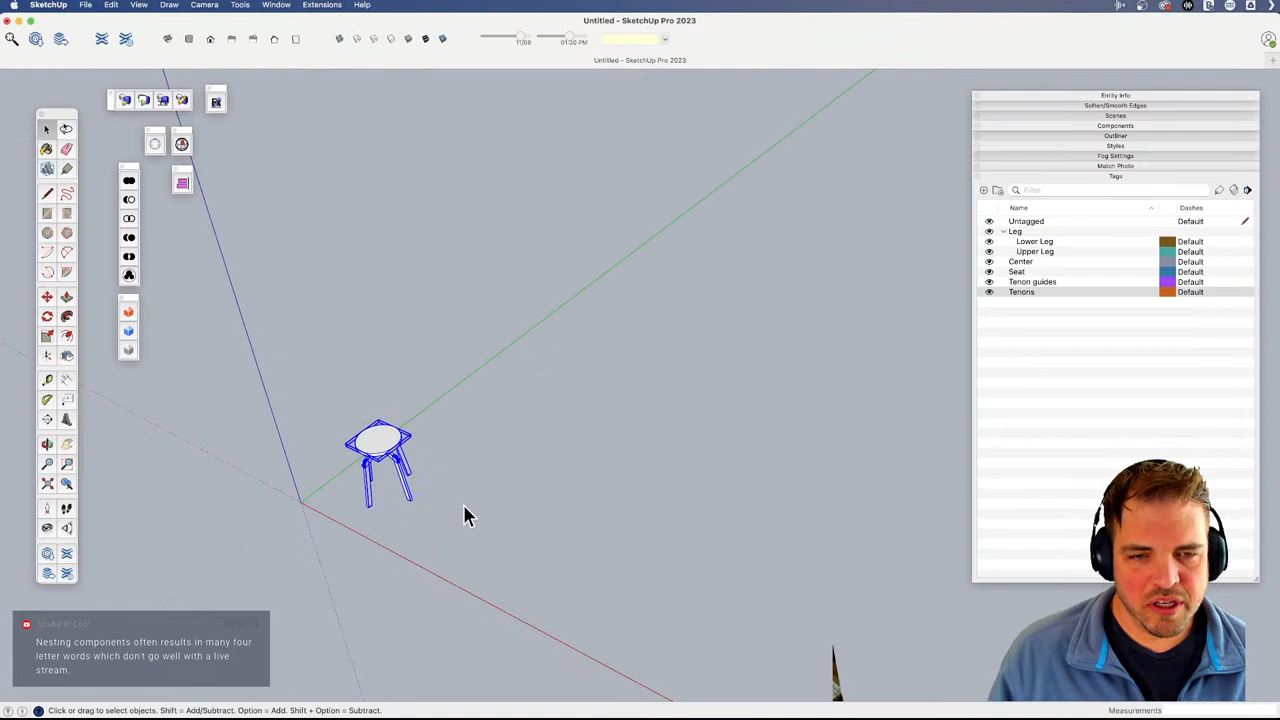 SketchUp File Edit View Draw Camera Tools Window Extensions Help
Untitled - SketchUp Pro 2023
11/08 01:30 PM
Untitled - SketchUp Pro 2023
Entity Info
Soften/Smooth Edges
Scenes
Components
Outliner
Styles
Fog Settings
Match Photo
Tags
Filter
Name Dashes
Untagged Default
Leg
Lower Leg Default
Upper Leg Default
Center Default
Seat Default
Tenon guides Default
Tenons Default
Nesting components often results in many four
letter words which don't go well with a live
stream.
Click or drag to select objects. Shift = Add/Subtract. Option = Add. Shift + Option = Subtract.
Measurements